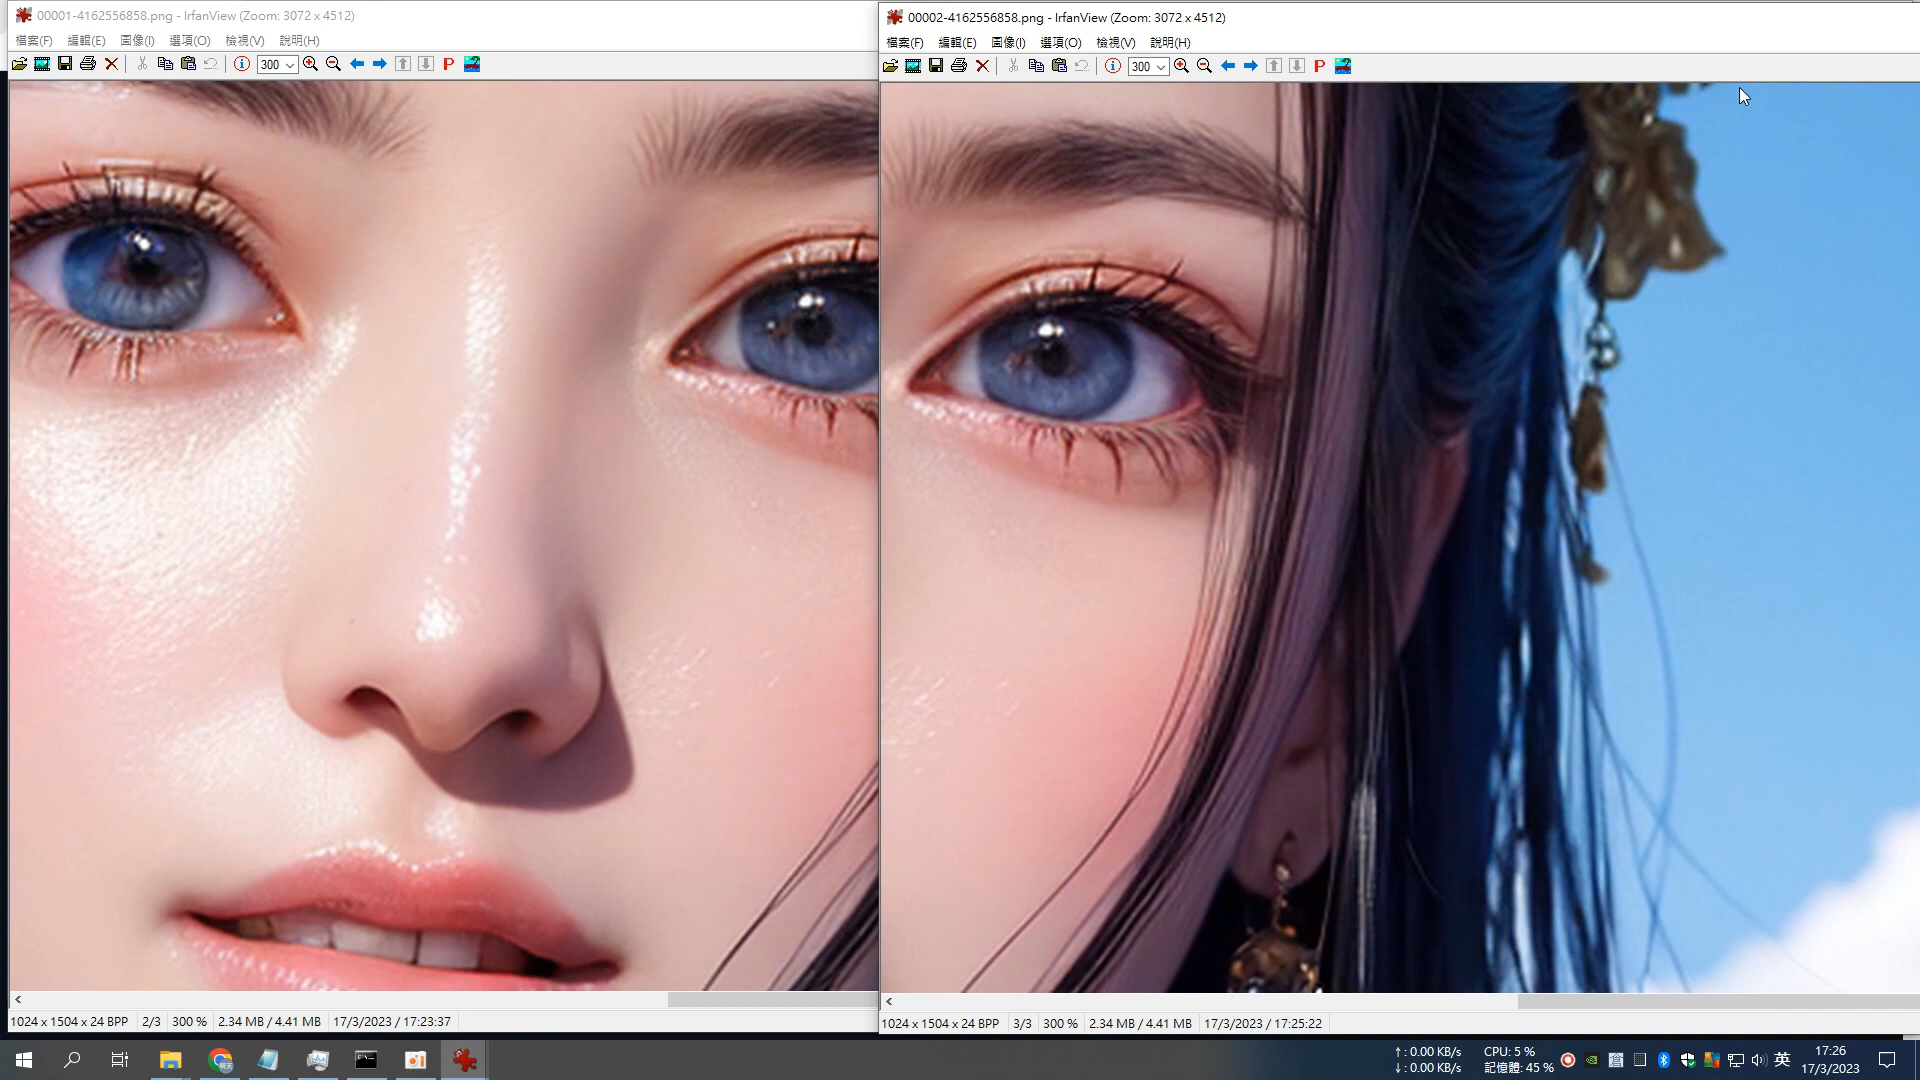 00001-4162556858.png - IrfanView (Zoom: 3072 x 4512)
檔案(F) 編輯(E) 圖像(I) 選項(O) 檢視(V) 說明(H)
300
P
1024 x 1504 x 24 BPP 2/3 300 % 2.34 MB / 4.41 MB 17/3/2023 / 17:23:37
00002-4162556858.png - IrfanView (Zoom: 3072 x 4512)
檔案(F) 編輯(E) 圖像(I) 選項(O) 檢視(V) 說明(H)
300
P
1024 x 1504 x 24 BPP 3/3 300 % 2.34 MB / 4.41 MB 17/3/2023 / 17:25:22
↑: 0.00 KB/s CPU: 5 %
↓: 0.00 KB/s 記憶體: 45 %
英
17:26
17/3/2023